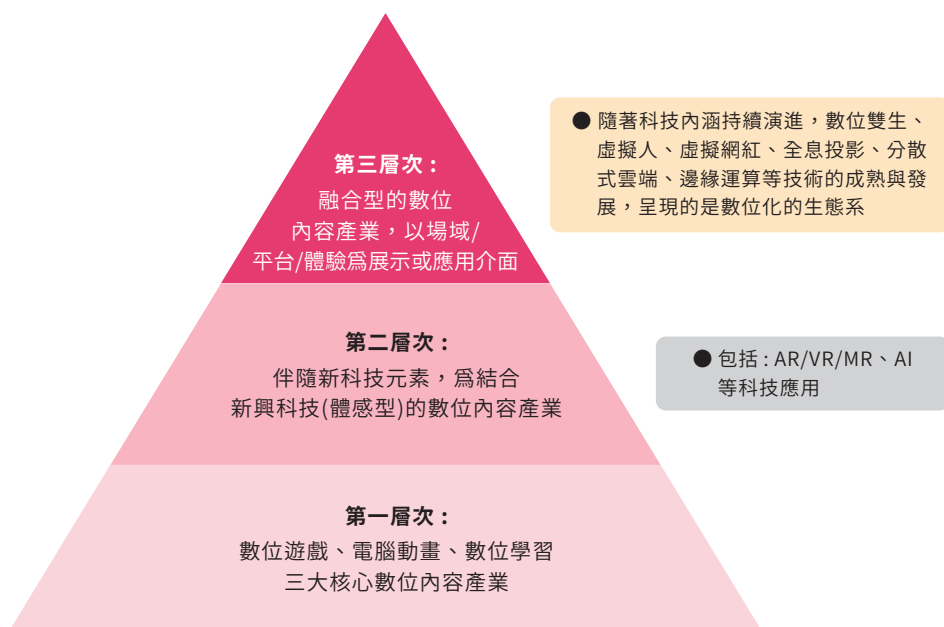 第三層次：
融合型的數位
內容產業，以場域/
平台/體驗爲展示或應用介面
● 隨著科技內涵持續演進，數位雙生、
虛擬人、虛擬網紅、全息投影、分散
式雲端、邊緣運算等技術的成熟與發
展，呈現的是數位化的生態系
第二層次：
伴隨新科技元素，爲結合
新興科技(體感型)的數位內容產業
● 包括：AR/VR/MR、AI
等科技應用
第一層次：
數位遊戲、電腦動畫、數位學習
三大核心數位內容產業